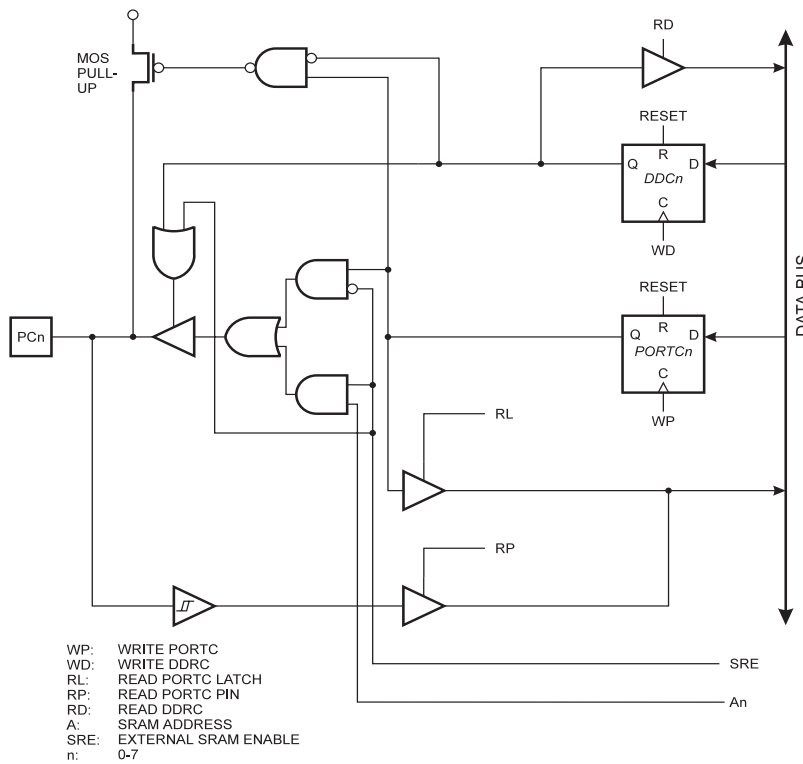 RD
MOS
PULL-
UP
RESET
R
Q
D
DDCn
C
WD
DATA BUS
RESET
R
Q
D
PORTCn
C
WP
PCn
RL
RP
WP: WRITE PORTC
WD: WRITE DDRC
RL: READ PORTC LATCH
RP: READ PORTC PIN
RD: READ DDRC
A: SRAM ADDRESS
SRE: EXTERNAL SRAM ENABLE
n: 0-7
SRE
An